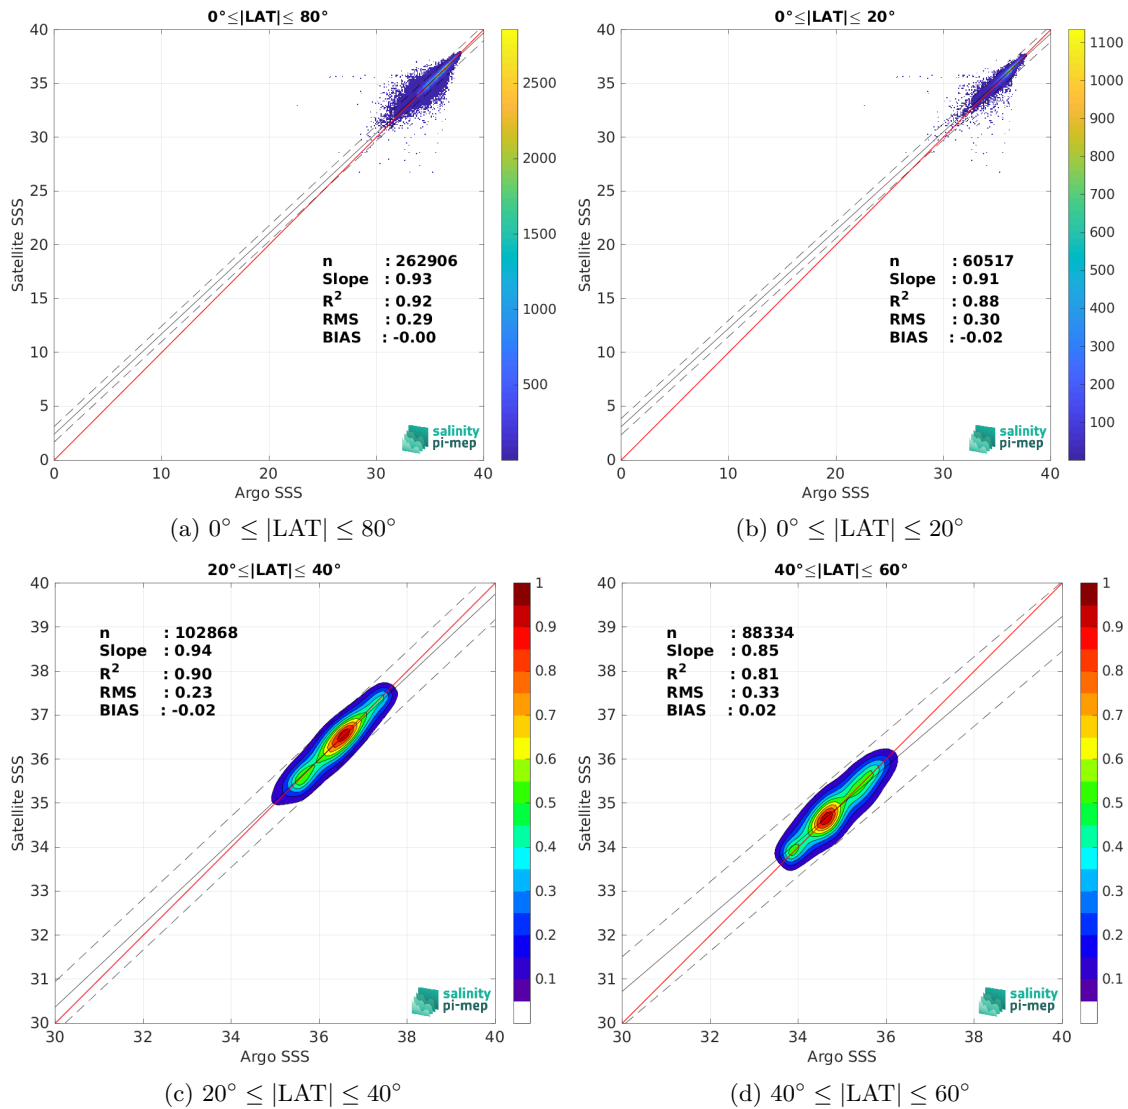 0°≤|LAT|≤ 80°
40
35
30
25
20
15
10
5
0
0
10
20
30
40
Satellite SSS
Argo SSS
n : 262906
Slope : 0.93
R² : 0.92
RMS : 0.29
BIAS : -0.00
salinity
pi-mep
2500
2000
1500
1000
500
(a) 0° ≤ |LAT| ≤ 80°
0°≤|LAT|≤ 20°
40
35
30
25
20
15
10
5
0
0
10
20
30
40
Satellite SSS
Argo SSS
n : 60517
Slope : 0.91
R² : 0.88
RMS : 0.30
BIAS : -0.02
salinity
pi-mep
1100
1000
900
800
700
600
500
400
300
200
100
(b) 0° ≤ |LAT| ≤ 20°
20°≤|LAT|≤ 40°
40
39
38
37
36
35
34
33
32
31
30
30
32
34
36
38
40
Satellite SSS
Argo SSS
n : 102868
Slope : 0.94
R² : 0.90
RMS : 0.23
BIAS : -0.02
salinity
pi-mep
1
0.9
0.8
0.7
0.6
0.5
0.4
0.3
0.2
0.1
(c) 20° ≤ |LAT| ≤ 40°
40°≤|LAT|≤ 60°
40
39
38
37
36
35
34
33
32
31
30
30
32
34
36
38
40
Satellite SSS
Argo SSS
n : 88334
Slope : 0.85
R² : 0.81
RMS : 0.33
BIAS : 0.02
salinity
pi-mep
1
0.9
0.8
0.7
0.6
0.5
0.4
0.3
0.2
0.1
(d) 40° ≤ |LAT| ≤ 60°